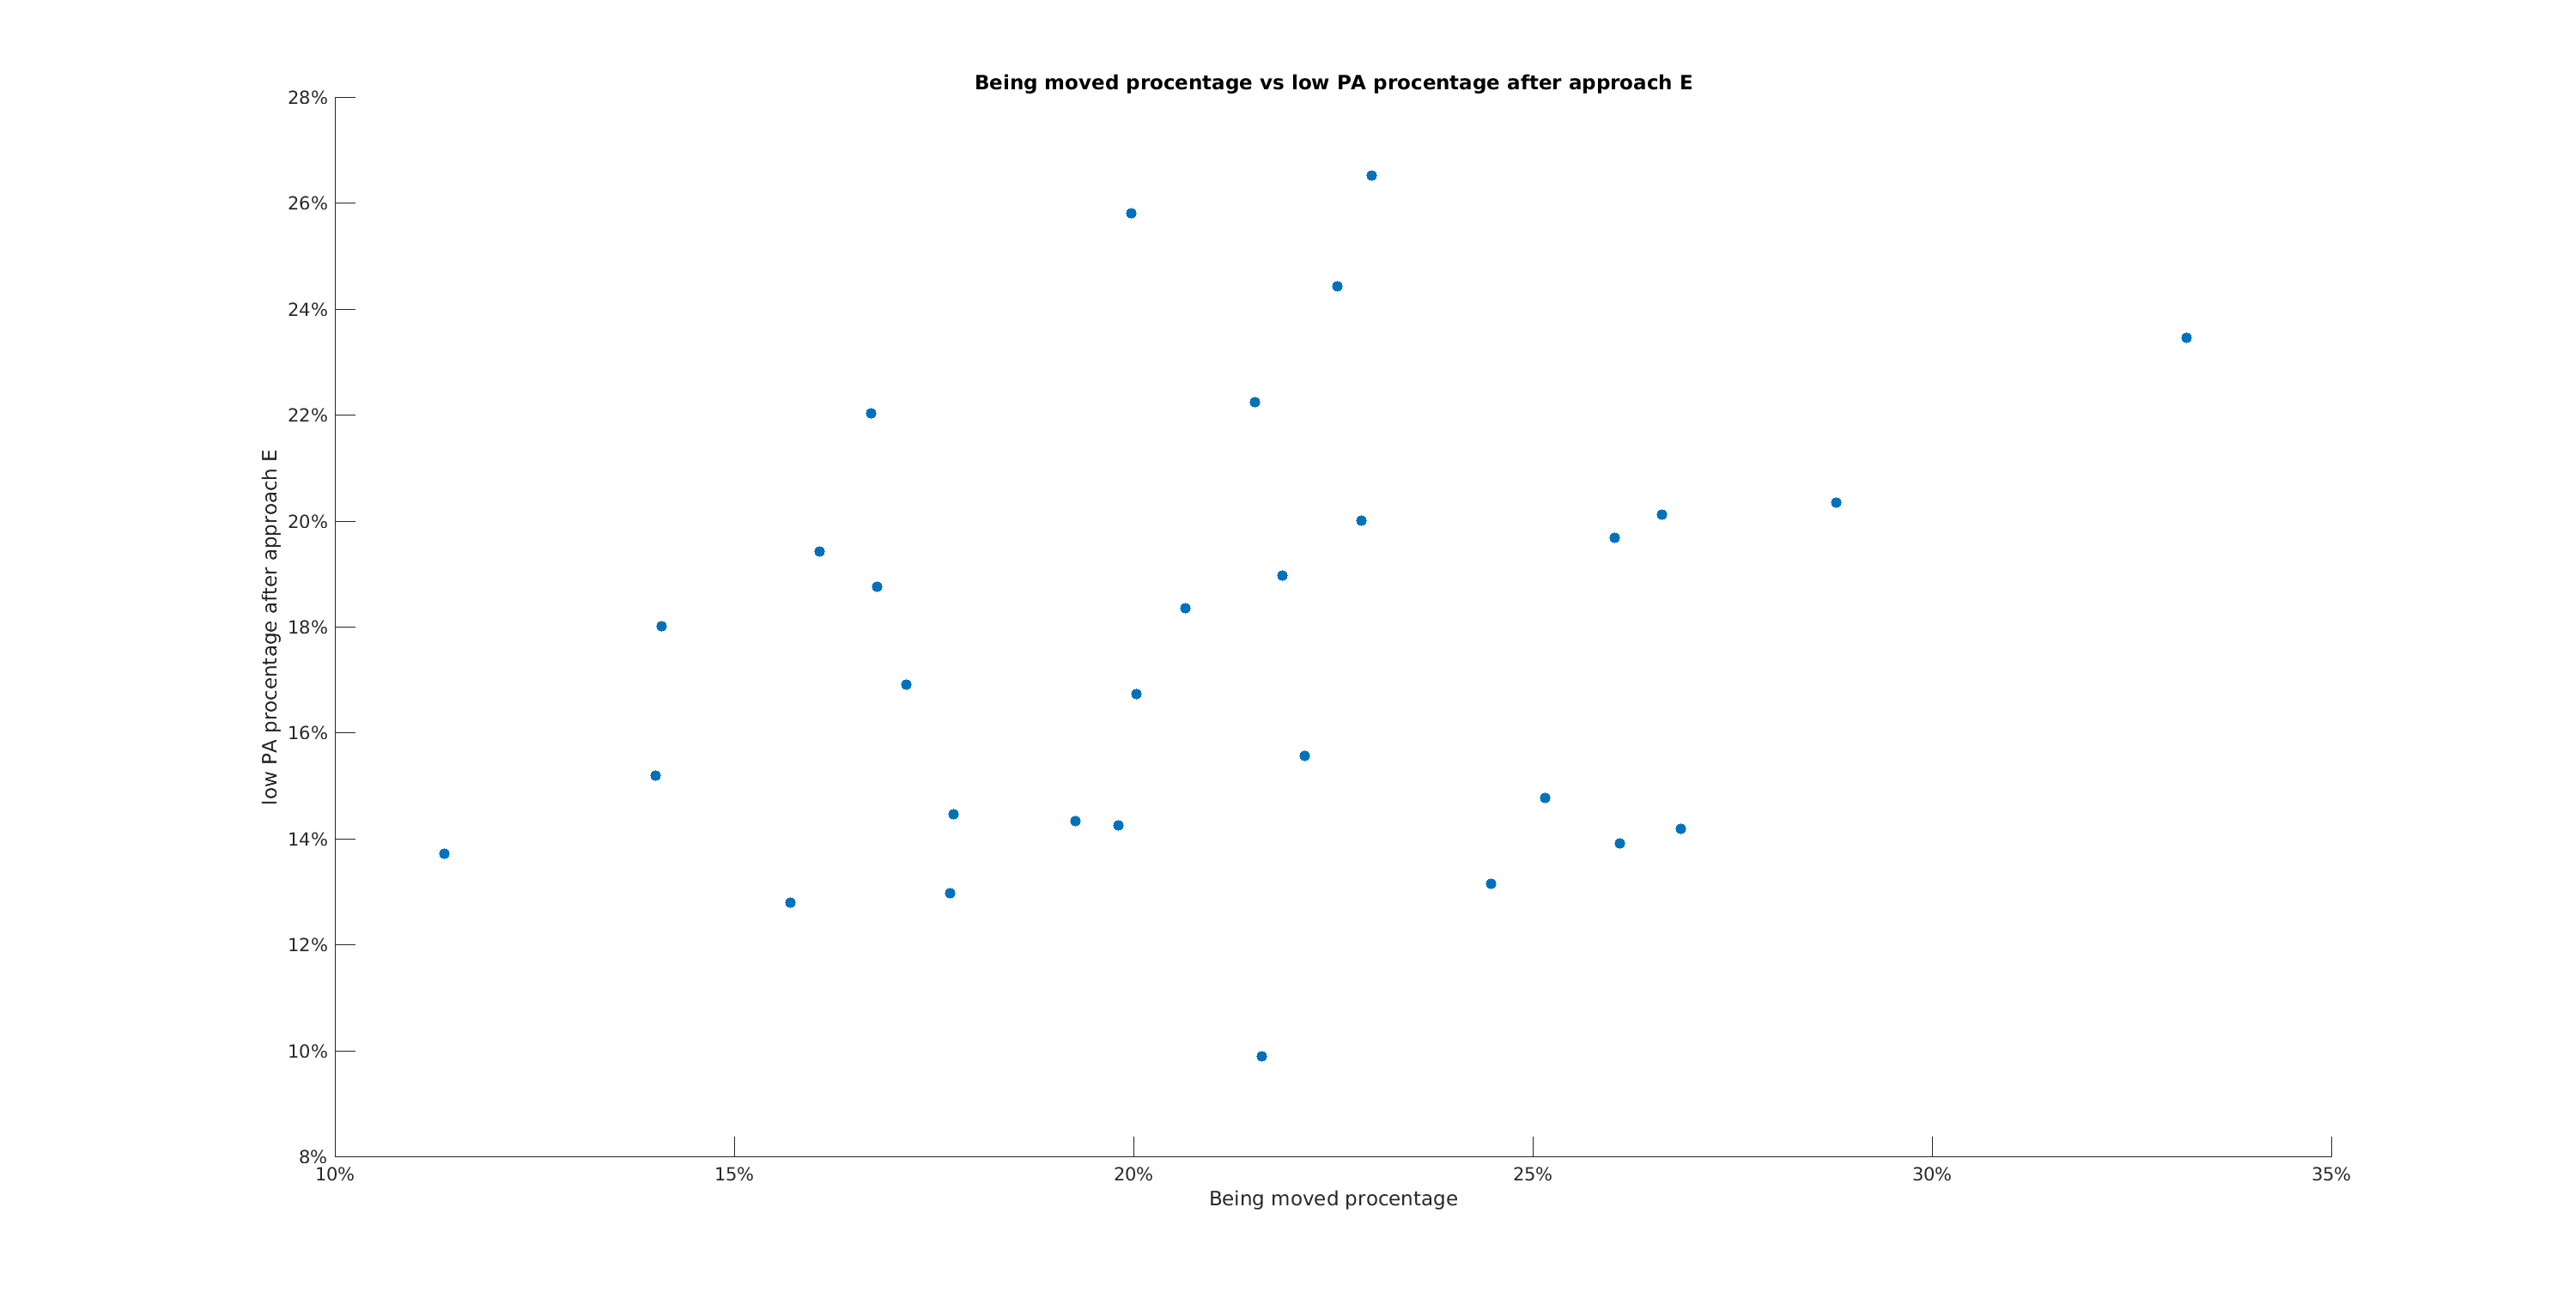 Being moved procentage vs low PA procentage after approach E
28%
26%
24%
22%
20%
18%
16%
14%
12%
10%
8%
low PA procentage after approach E
10% 15% 20% 25% 30% 35%
Being moved procentage